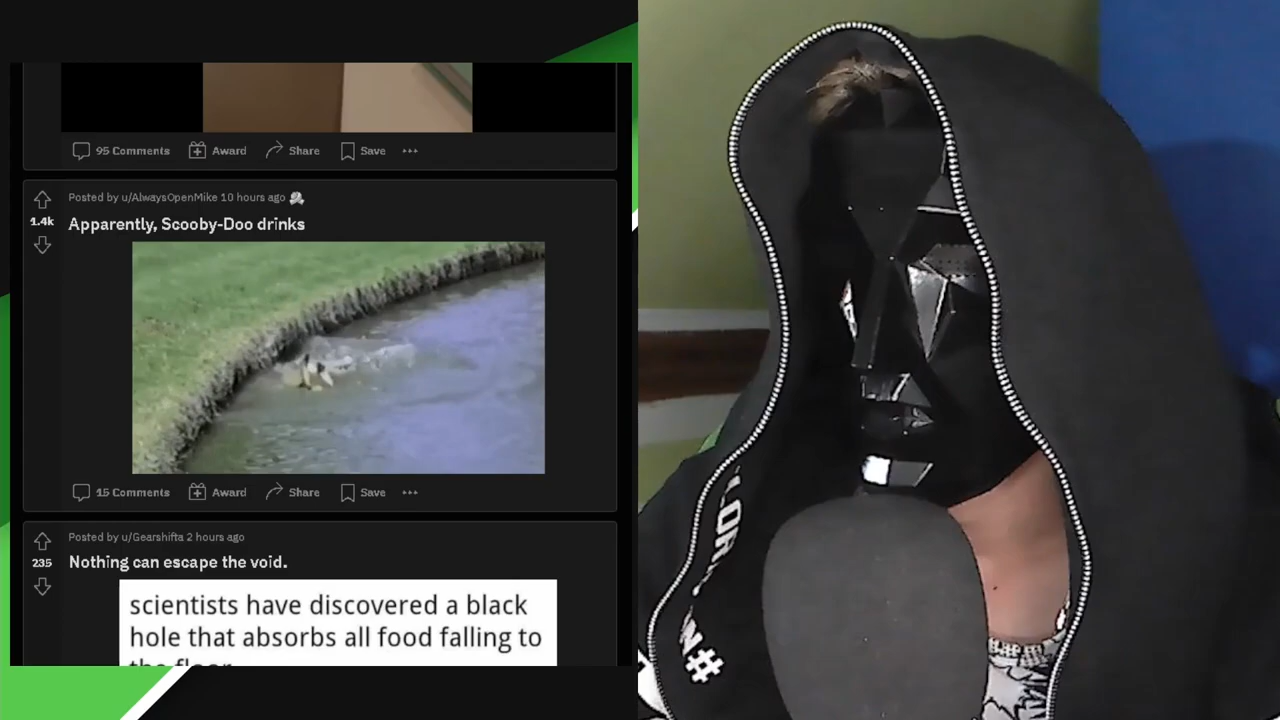 95 Comments Award Share Save
Posted by u/AlwaysOpenMike 10 hours ago
1.4k
Apparently, Scooby-Doo drinks
15 Comments Award Share Save
Posted by u/Gearshifta 2 hours ago
235
Nothing can escape the void.
scientists have discovered a black
hole that absorbs all food falling to
the floor